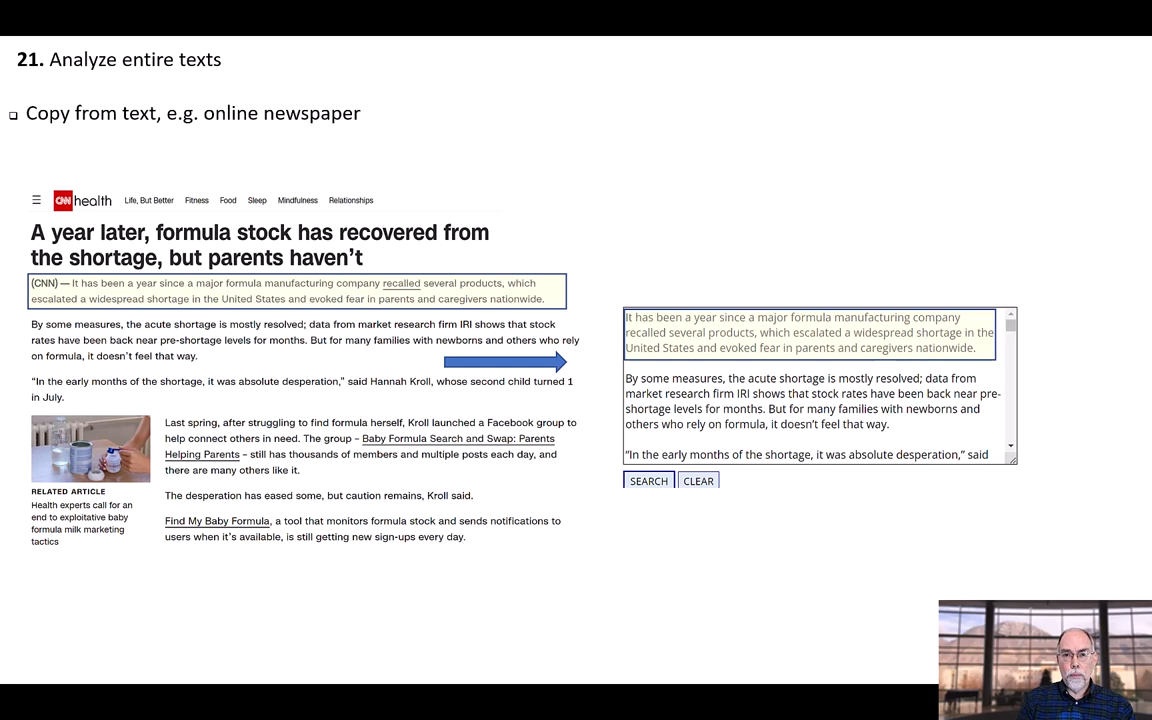 21. Analyze entire texts
Copy from text, e.g. online newspaper
CNN health Life, But Better Fitness Food Sleep Mindfulness Relationships
A year later, formula stock has recovered from
the shortage, but parents haven't
(CNN) — It has been a year since a major formula manufacturing company recalled several products, which
escalated a widespread shortage in the United States and evoked fear in parents and caregivers nationwide.
By some measures, the acute shortage is mostly resolved; data from market research firm IRI shows that stock
rates have been back near pre-shortage levels for months. But for many families with newborns and others who rely
on formula, it doesn't feel that way.
"In the early months of the shortage, it was absolute desperation," said Hannah Kroll, whose second child turned 1
in July.
RELATED ARTICLE
Health experts call for an
end to exploitative baby
formula milk marketing
tactics
Last spring, after struggling to find formula herself, Kroll launched a Facebook group to
help connect others in need. The group – Baby Formula Search and Swap: Parents
Helping Parents – still has thousands of members and multiple posts each day, and
there are many others like it.
The desperation has eased some, but caution remains, Kroll said.
Find My Baby Formula, a tool that monitors formula stock and sends notifications to
users when it's available, is still getting new sign-ups every day.
It has been a year since a major formula manufacturing company
recalled several products, which escalated a widespread shortage in the
United States and evoked fear in parents and caregivers nationwide.
By some measures, the acute shortage is mostly resolved; data from
market research firm IRI shows that stock rates have been back near pre-
shortage levels for months. But for many families with newborns and
others who rely on formula, it doesn't feel that way.
"In the early months of the shortage, it was absolute desperation," said
SEARCH CLEAR